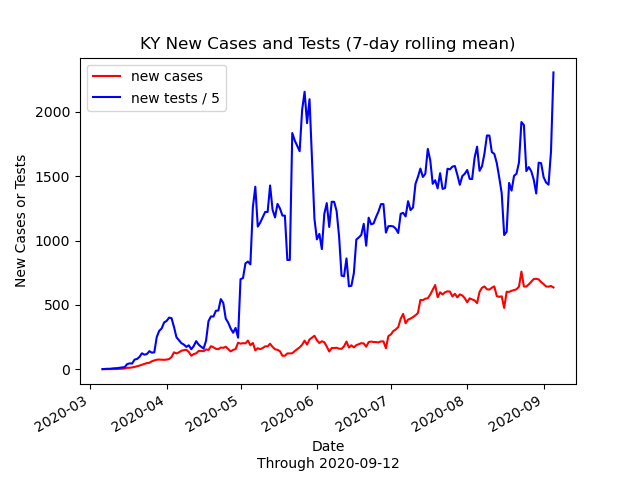 KY New Cases and Tests (7-day rolling mean)
new cases
new tests / 5
New Cases or Tests
2000
1500
1000
500
0
2020-03
2020-04
2020-05
2020-06
2020-07
2020-08
2020-09
Date
Through 2020-09-12